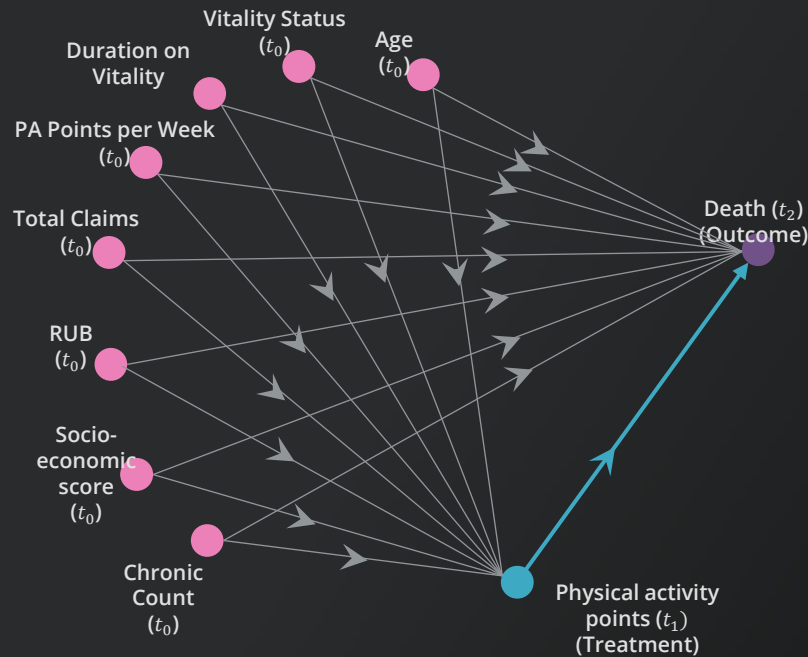 Vitality Status
(t₀)
Age
(t₀)
Duration on
Vitality
PA Points per Week
(t₀)
Total Claims
(t₀)
RUB
(t₀)
Socio-
economic
score
(t₀)
Chronic
Count
(t₀)
Death (t₂)
(Outcome)
Physical activity
points (t₁)
(Treatment)